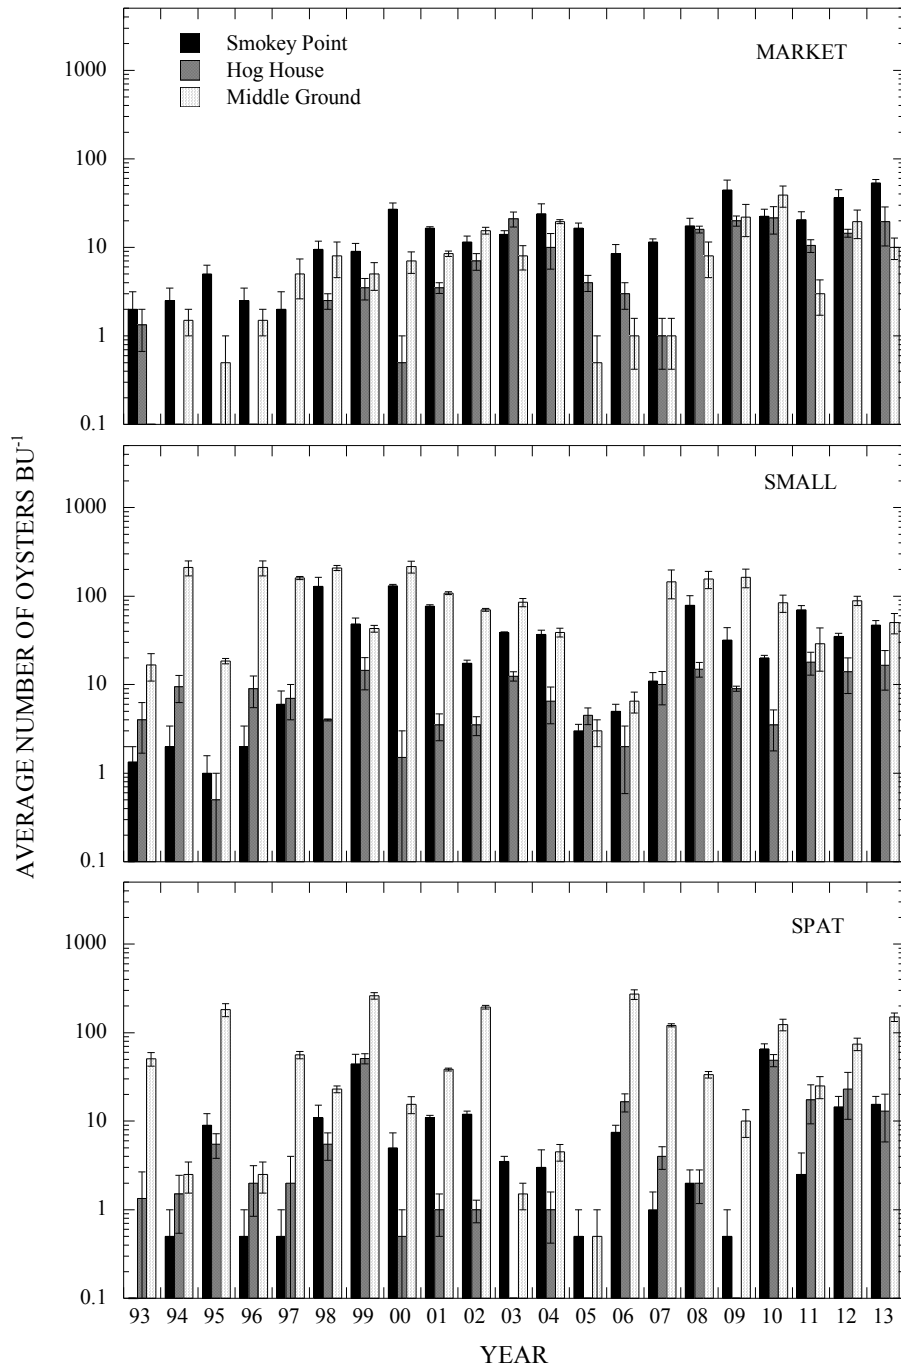 Smokey Point
Hog House
Middle Ground
MARKET
1000
100
10
1
0.1
SMALL
1000
100
10
1
0.1
SPAT
1000
100
10
1
0.1
AVERAGE NUMBER OF OYSTERS BU-1
93 94 95 96 97 98 99 00 01 02 03 04 05 06 07 08 09 10 11 12 13
YEAR